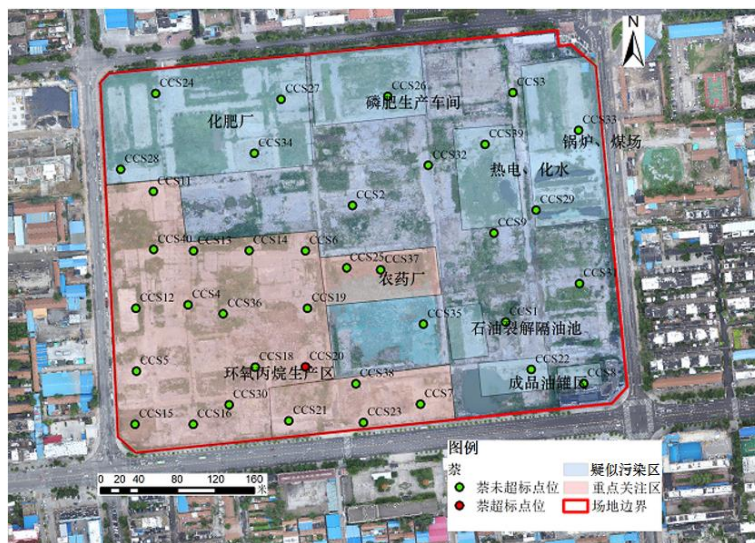 N
CCS24
CCS27
CCS26
CCS3
磷肥生产车间
化肥厂
CCS33
锅炉、煤场
CCS39
CCS34
CCS32
热电、化水
CCS28
CCS11
CCS2
CCS29
CCS9
CCS40
CCS13
CCS14
CCS6
CCS25
CCS37
农药厂
CCS31
CCS12
CCS4
CCS36
CCS19
CCS35
CCS1
石油裂解隔油池
CCS5
CCS18
CCS20
环氧丙烷生产区
CCS22
CCS38
成品油罐区
CCS8
CCS30
CCS7
CCS15
CCS16
CCS21
CCS23
图例
萘
疑似污染区
萘未超标点位
重点关注区
萘超标点位
场地边界
0 20 40 80 120 160
米